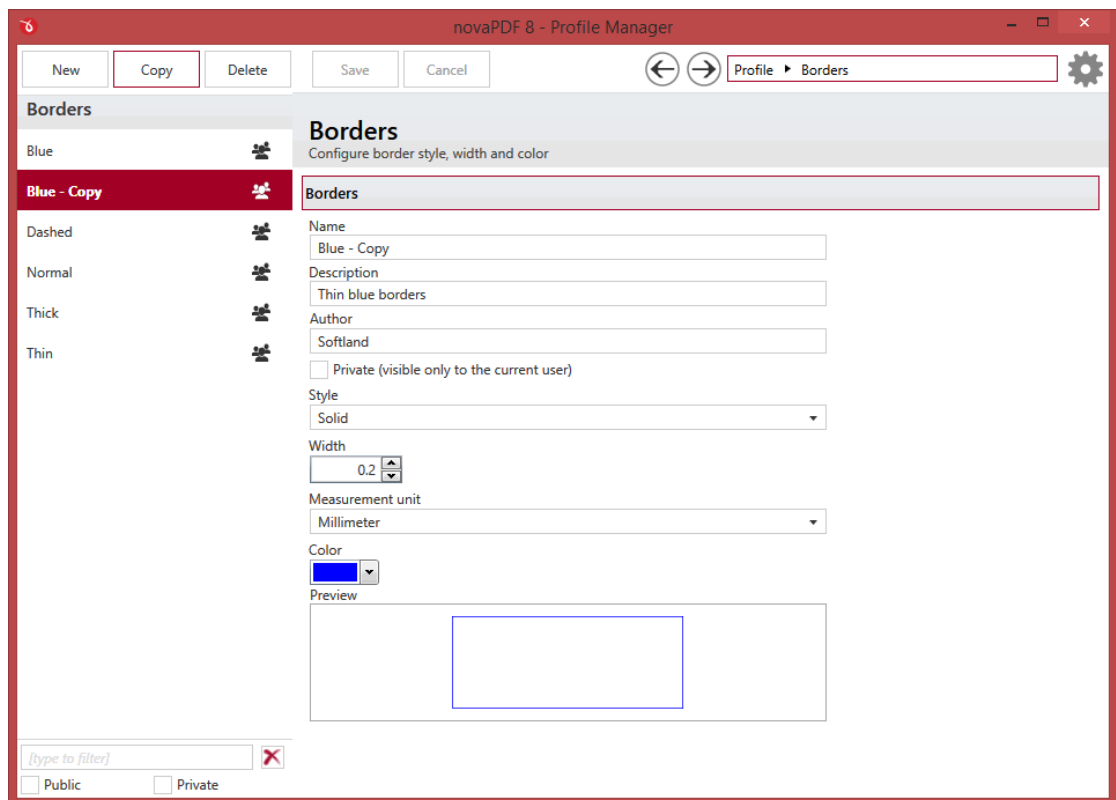 novaPDF 8 - Profile Manager
New Copy Delete Save Cancel Profile Borders
Borders
Blue
Blue - Copy
Dashed
Normal
Thick
Thin
[type to filter]
Public Private
Borders
Configure border style, width and color
Borders
Name
Blue - Copy
Description
Thin blue borders
Author
Softland
Private (visible only to the current user)
Style
Solid
Width
0.2
Measurement unit
Millimeter
Color
Preview